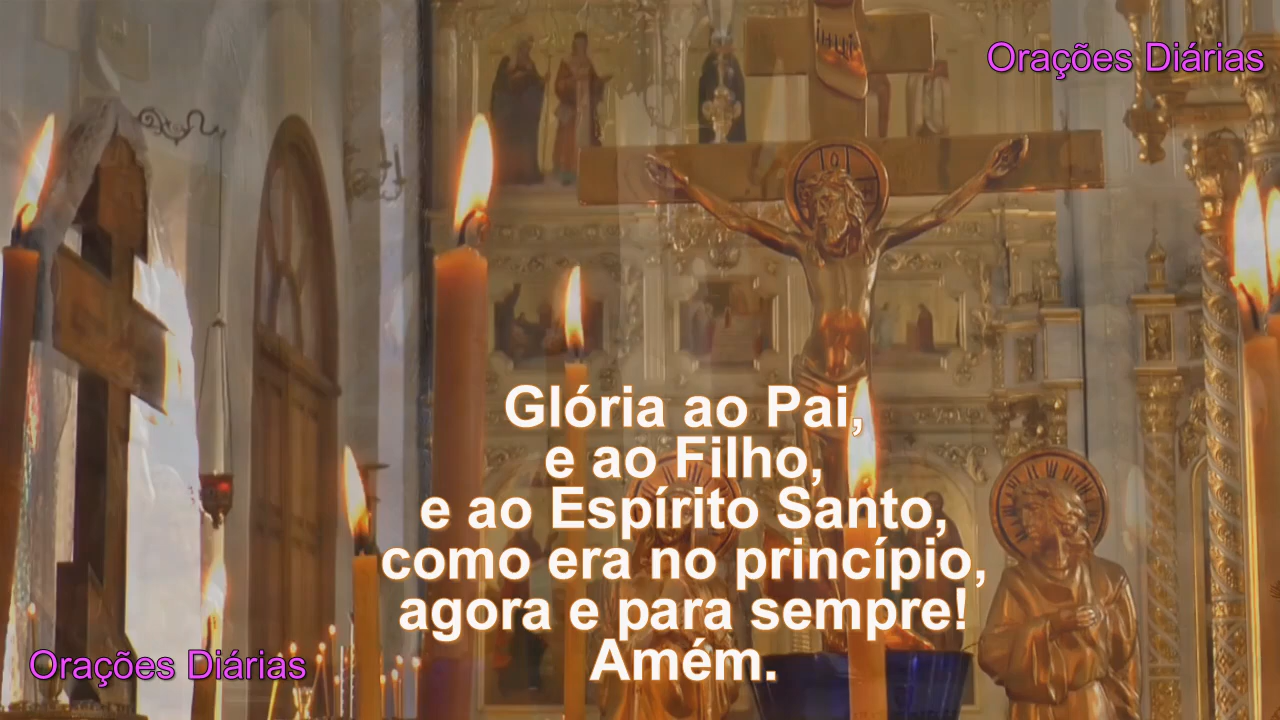 Orações Diárias
Glória ao Pai,
e ao Filho,
e ao Espírito Santo,
como era no princípio,
agora e para sempre!
Amém.
Orações Diárias